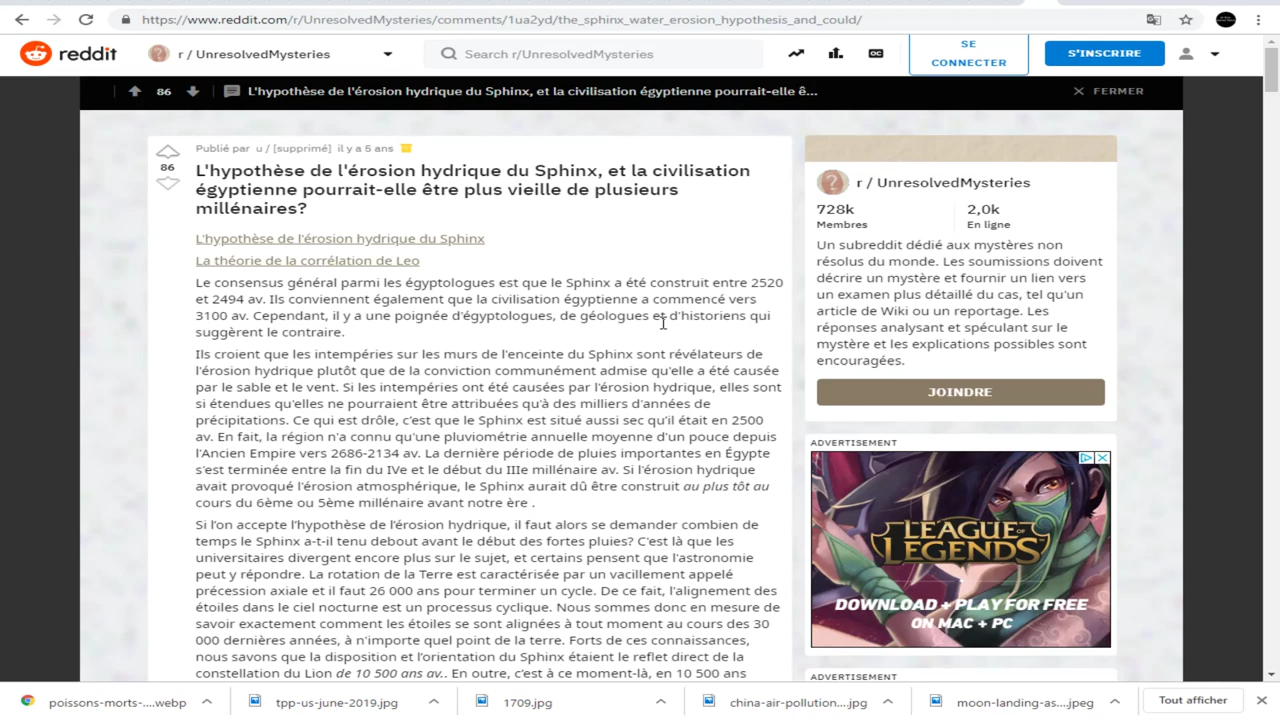 https://www.reddit.com/r/UnresolvedMysteries/comments/1ua2yd/the_sphinx_water_erosion_hypothesis_and_could/
reddit
r / UnresolvedMysteries
Search r/UnresolvedMysteries
SE CONNECTER
S'INSCRIRE
86
L'hypothèse de l'érosion hydrique du Sphinx, et la civilisation égyptienne pourrait-elle ê...
FERMER
Publié par u / [supprimé] il y a 5 ans
86
L'hypothèse de l'érosion hydrique du Sphinx, et la civilisation
égyptienne pourrait-elle être plus vieille de plusieurs
millénaires?
L'hypothèse de l'érosion hydrique du Sphinx
La théorie de la corrélation de Leo
Le consensus général parmi les égyptologues est que le Sphinx a été construit entre 2520
et 2494 av. Ils conviennent également que la civilisation égyptienne a commencé vers
3100 av. Cependant, il y a une poignée d'égyptologues, de géologues et d'historiens qui
suggèrent le contraire.
Ils croient que les intempéries sur les murs de l'enceinte du Sphinx sont révélateurs de
l'érosion hydrique plutôt que de la conviction communément admise qu'elle a été causée
par le sable et le vent. Si les intempéries ont été causées par l'érosion hydrique, elles sont
si étendues qu'elles ne pourraient être attribuées qu'à des milliers d'années de
précipitations. Ce qui est drôle, c'est que le Sphinx est situé aussi sec qu'il était en 2500
av. En fait, la région n'a connu qu'une pluviométrie annuelle moyenne d'un pouce depuis
l'Ancien Empire vers 2686-2134 av. La dernière période de pluies importantes en Égypte
s'est terminée entre la fin du IVe et le début du IIIe millénaire av. Si l'érosion hydrique
avait provoqué l'érosion atmosphérique, le Sphinx aurait dû être construit au plus tôt au
cours du 6ème ou 5ème millénaire avant notre ère .
Si l'on accepte l'hypothèse de l'érosion hydrique, il faut alors se demander combien de
temps le Sphinx a-t-il tenu debout avant le début des fortes pluies? C'est là que les
universitaires divergent encore plus sur le sujet, et certains pensent que l'astronomie
peut y répondre. La rotation de la Terre est caractérisée par un vacillement appelé
précession axiale et il faut 26 000 ans pour terminer un cycle. De ce fait, l'alignement des
étoiles dans le ciel nocturne est un processus cyclique. Nous sommes donc en mesure de
savoir exactement comment les étoiles se sont alignées à tout moment au cours des 30
000 dernières années, à n'importe quel point de la terre. Forts de ces connaissances,
nous savons que la disposition et l'orientation du Sphinx étaient le reflet direct de la
constellation du Lion de 10 500 ans av.. En outre, c'est à ce moment-là, en 10 500 ans
r / UnresolvedMysteries
728k
Membres
2,0k
En ligne
Un subreddit dédié aux mystères non
résolus du monde. Les soumissions doivent
décrire un mystère et fournir un lien vers
un examen plus détaillé du cas, tel qu'un
article de Wiki ou un reportage. Les
réponses analysant et spéculant sur le
mystère et les explications possibles sont
encouragées.
JOINDRE
ADVERTISEMENT
LEAGUE OF LEGENDS
DOWNLOAD + PLAY FOR FREE
ON MAC + PC
ADVERTISEMENT
poissons-morts-....webp
tpp-us-june-2019.jpg
1709.jpg
china-air-pollution....jpg
moon-landing-as....jpeg
Tout afficher